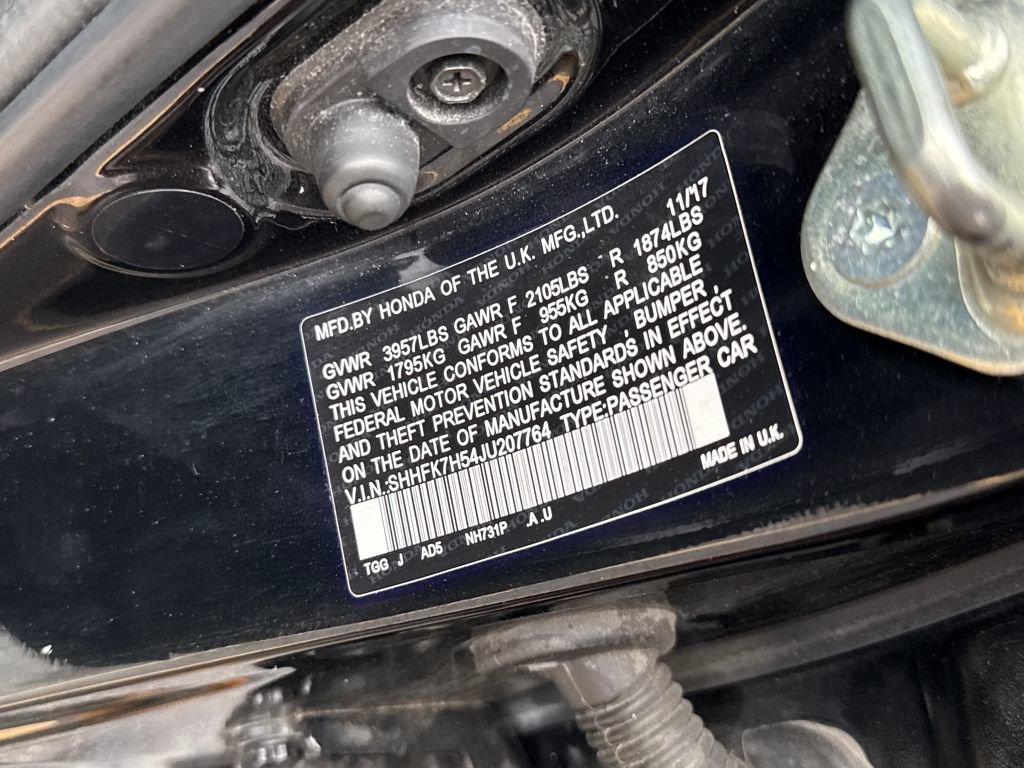 MFD.BY HONDA OF THE U.K. MFG.,LTD. 11/17
GVWR 3957LBS GAWR F 2105LBS R 1874LBS
GVWR 1795KG GAWR F 955KG R 850KG
THIS VEHICLE CONFORMS TO ALL APPLICABLE
FEDERAL MOTOR VEHICLE SAFETY , BUMPER ,
AND THEFT PREVENTION STANDARDS IN EFFECT
ON THE DATE OF MANUFACTURE SHOWN ABOVE.
V.I.N.:SHHFK7H54JU207764 TYPE:PASSENGER CAR
MADE IN U.K.
TGG J AD5 NH731P A.U